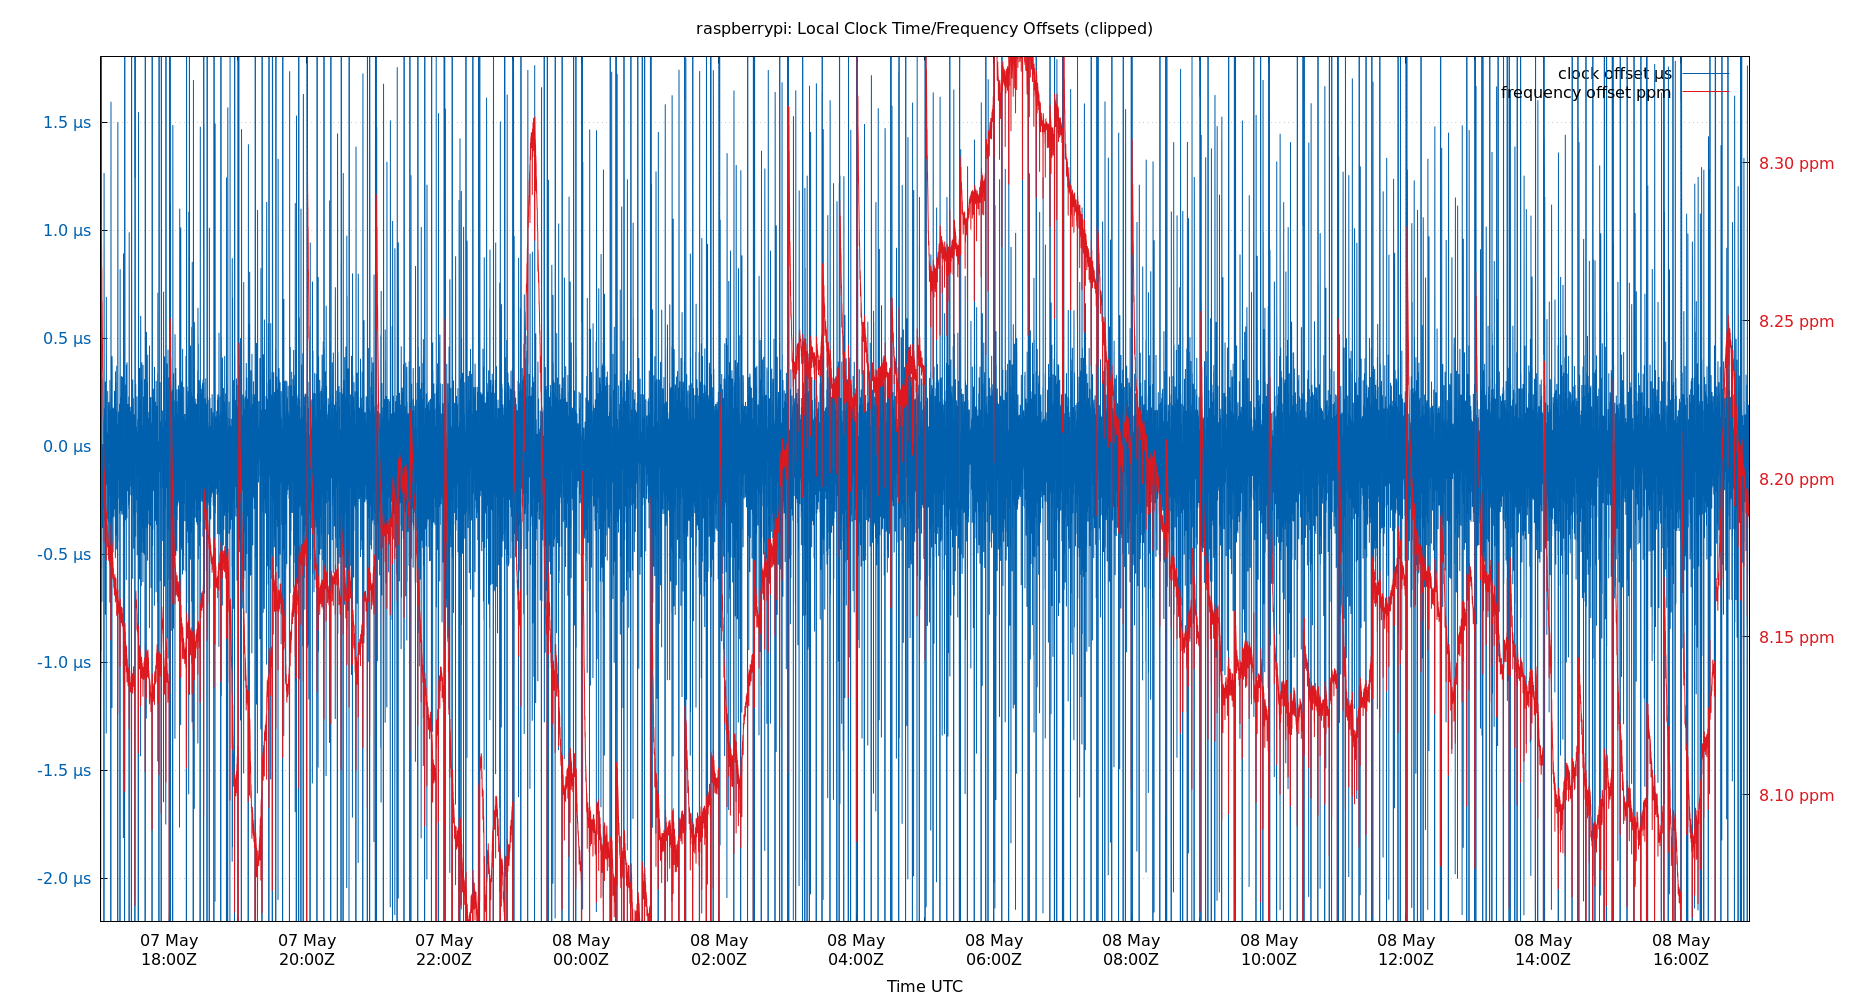 raspberrypi: Local Clock Time/Frequency Offsets (clipped)
clock offset µs
frequency offset ppm
1.5 µs
1.0 µs
0.5 µs
0.0 µs
-0.5 µs
-1.0 µs
-1.5 µs
-2.0 µs
8.30 ppm
8.25 ppm
8.20 ppm
8.15 ppm
8.10 ppm
07 May 07 May 07 May 08 May 08 May 08 May 08 May 08 May 08 May 08 May 08 May 08 May
18:00Z 20:00Z 22:00Z 00:00Z 02:00Z 04:00Z 06:00Z 08:00Z 10:00Z 12:00Z 14:00Z 16:00Z
Time UTC